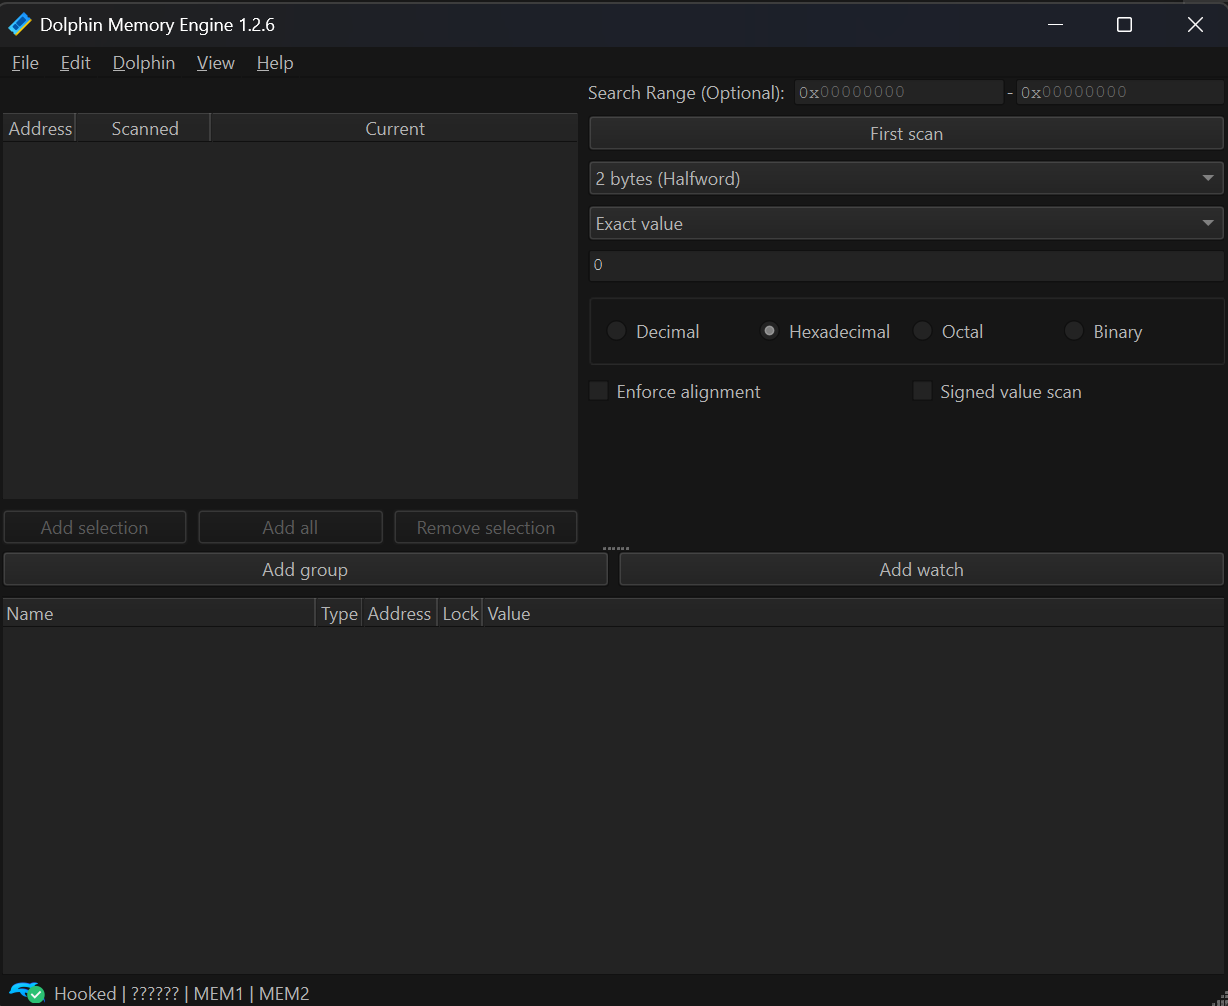 Dolphin Memory Engine 1.2.6
File Edit Dolphin View Help
Search Range (Optional): 0x00000000 - 0x00000000
Address Scanned Current
First scan
2 bytes (Halfword)
Exact value
0
Decimal Hexadecimal Octal Binary
Enforce alignment Signed value scan
Add selection Add all Remove selection
Add group Add watch
Name Type Address Lock Value
Hooked | ?????? | MEM1 | MEM2